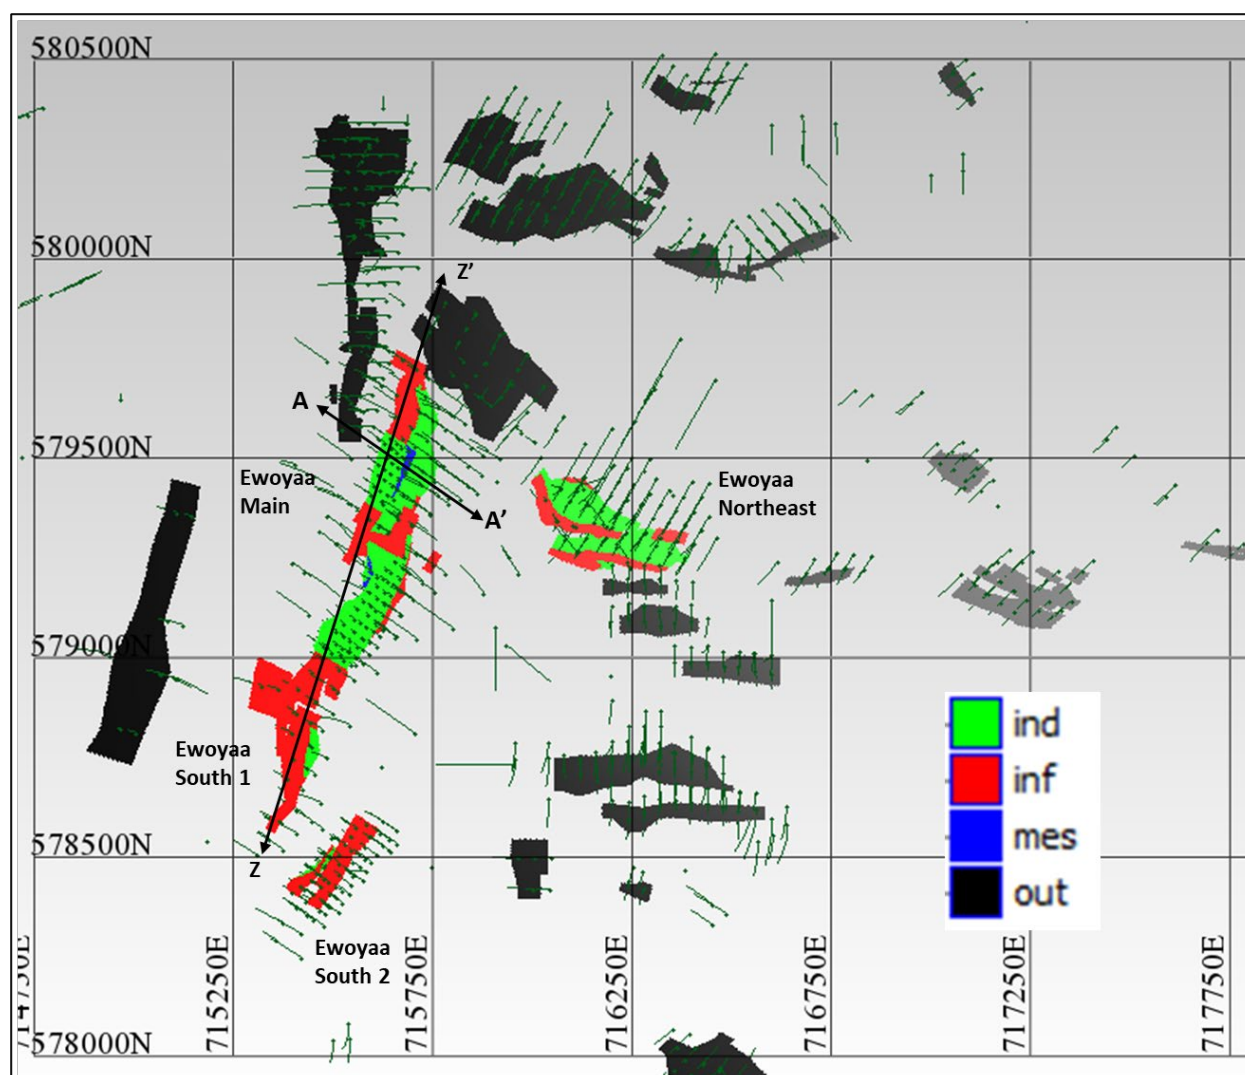 580500N
580000N
Z'
A
579500N
Ewoyaa
Main
A'
Ewoyaa
Northeast
579000N
ind
inf
mes
out
Ewoyaa
South 1
578500N
Z
Ewoyaa
South 2
715250E
715750E
716250E
716750E
717250E
717750E
578000N